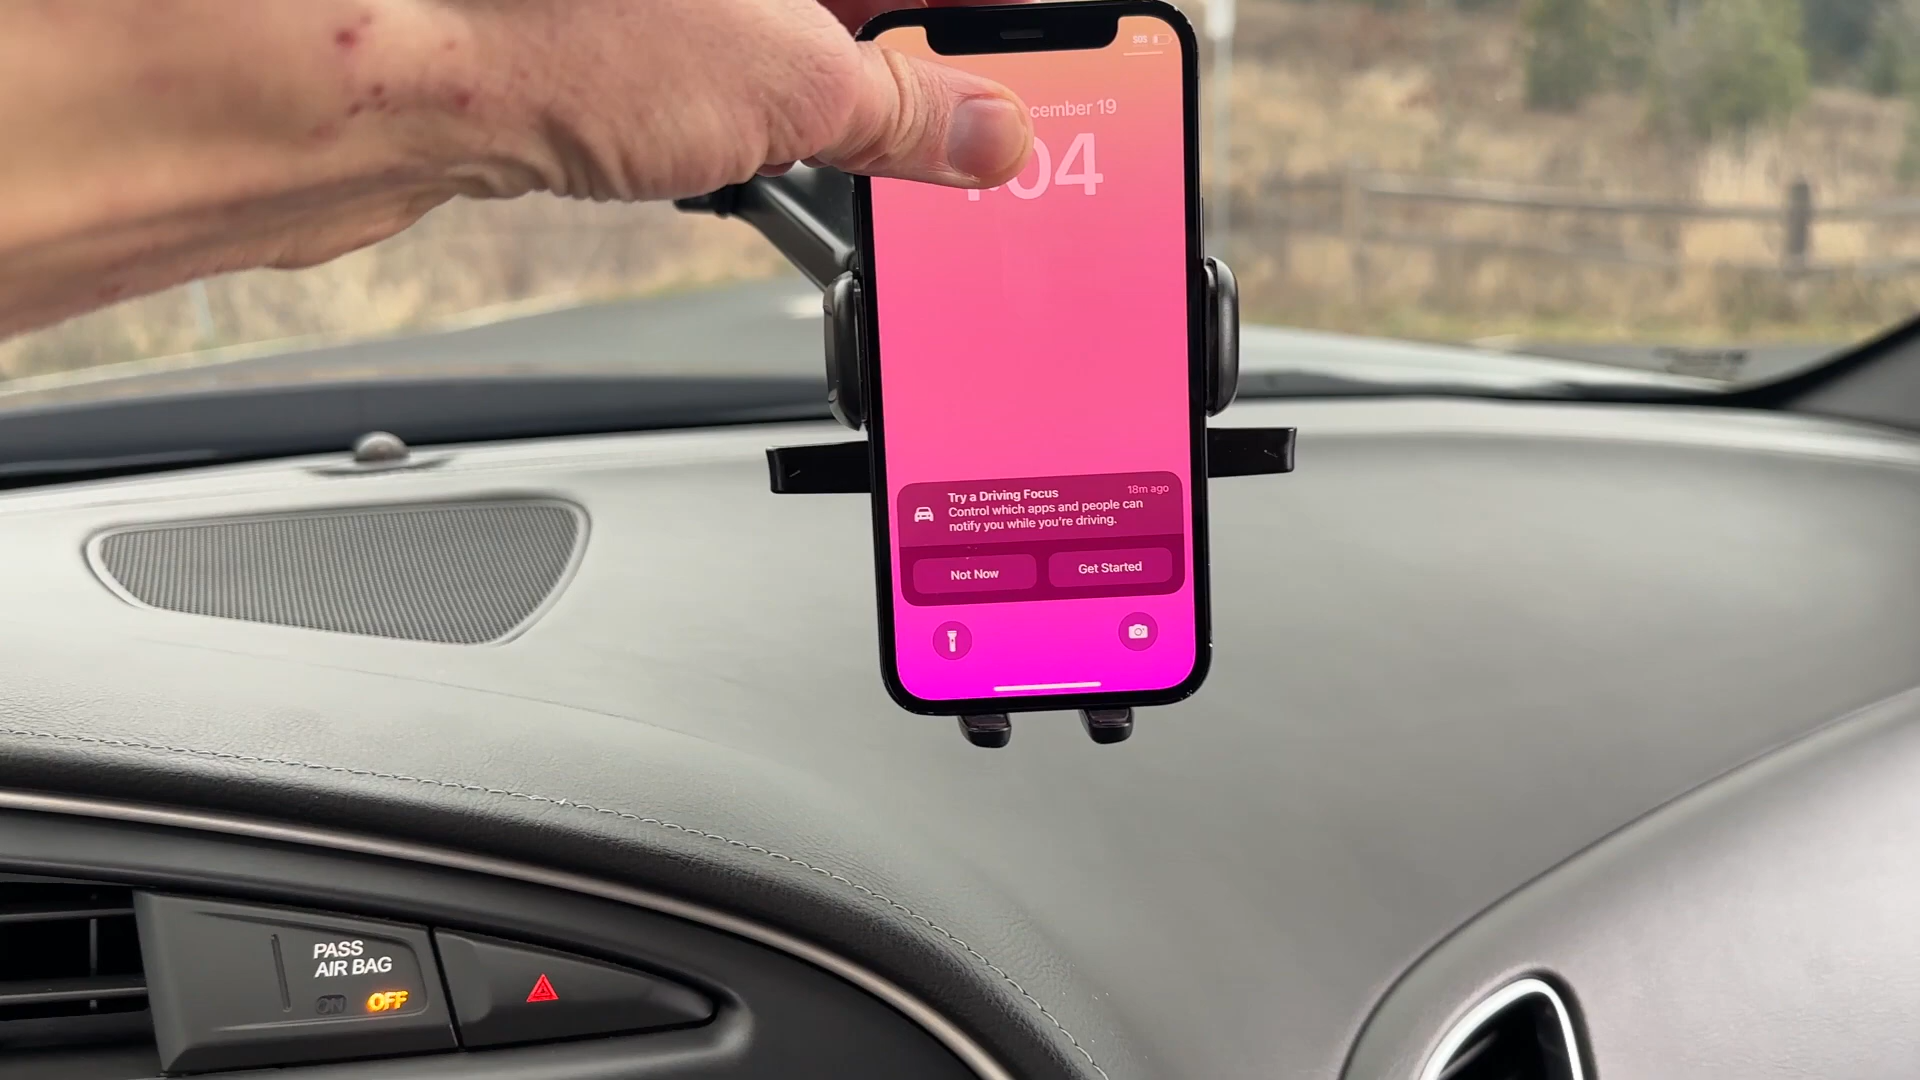 SOS
cember 19
:04
Try a Driving Focus
18m ago
Control which apps and people can
notify you while you're driving.
Not Now
Get Started
PASS
AIR BAG
ON OFF